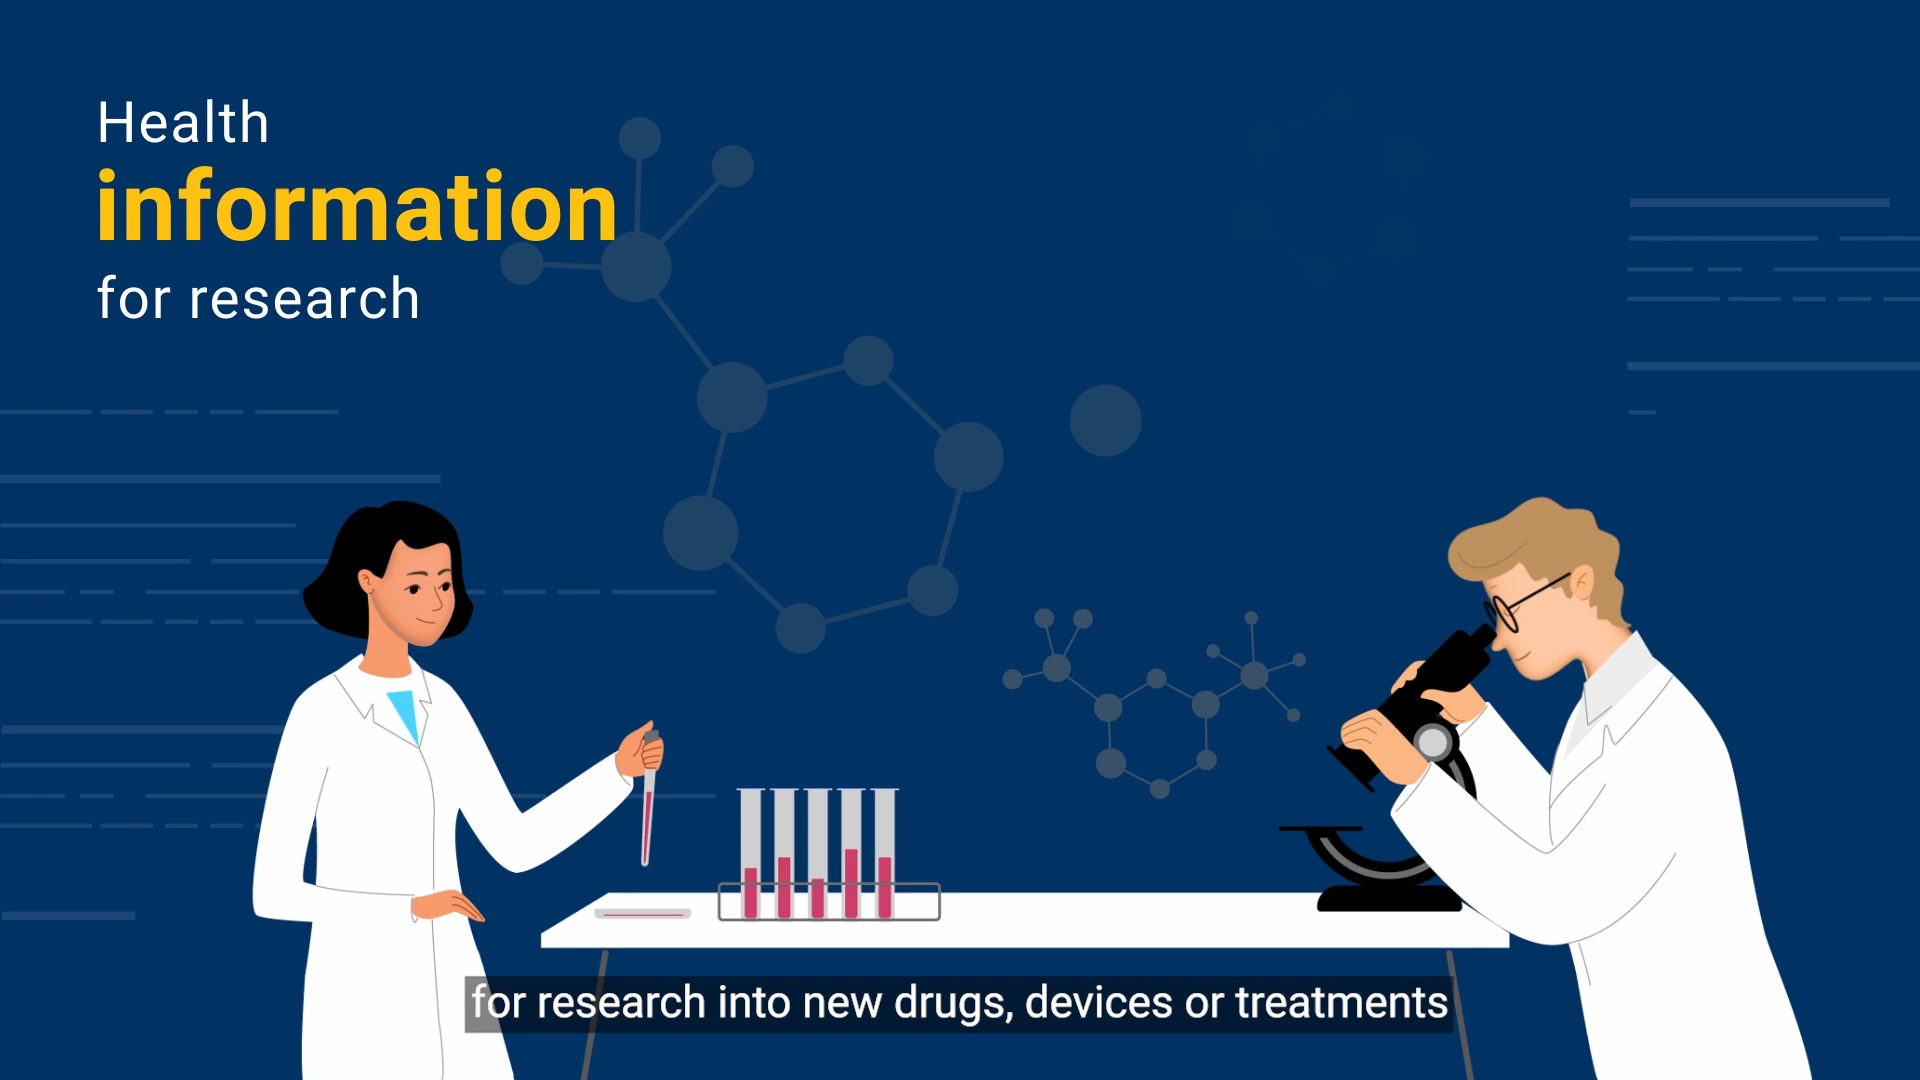 Health
information
for research
for research into new drugs, devices or treatments